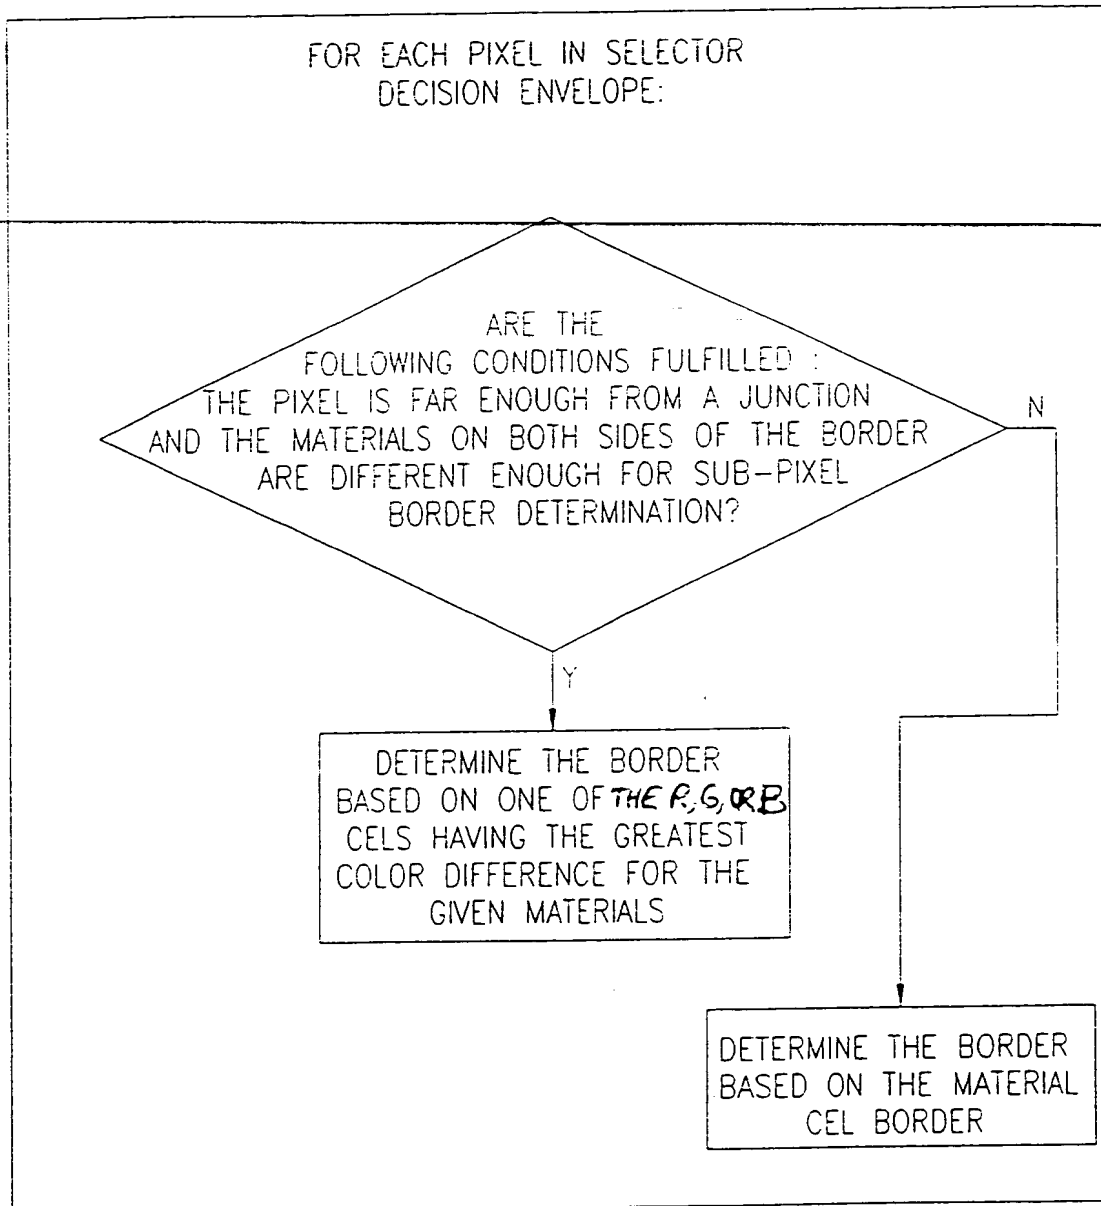 FOR EACH PIXEL IN SELECTOR
DECISION ENVELOPE:
ARE THE
FOLLOWING CONDITIONS FULFILLED :
THE PIXEL IS FAR ENOUGH FROM A JUNCTION
AND THE MATERIALS ON BOTH SIDES OF THE BORDER
ARE DIFFERENT ENOUGH FOR SUB-PIXEL
BORDER DETERMINATION?
N
Y
DETERMINE THE BORDER
BASED ON ONE OF THE R, G, OR B
CELS HAVING THE GREATEST
COLOR DIFFERENCE FOR THE
GIVEN MATERIALS
DETERMINE THE BORDER
BASED ON THE MATERIAL
CEL BORDER